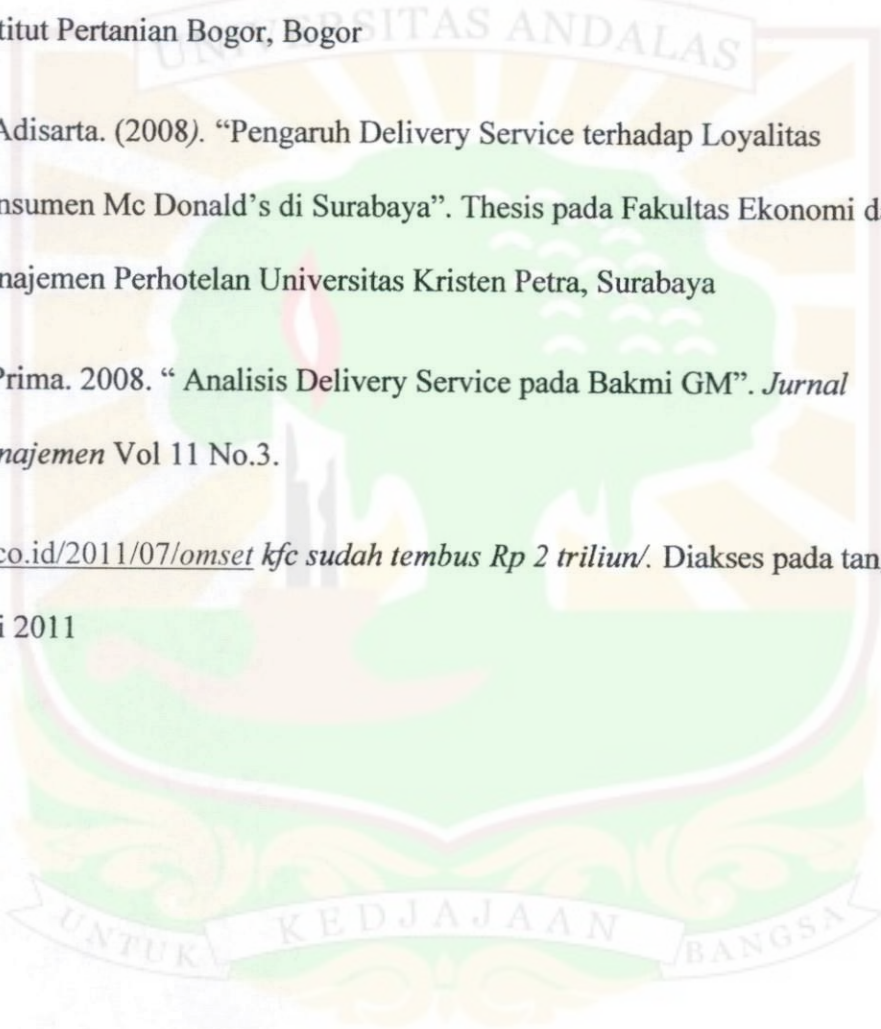 titut Pertanian Bogor, Bogor
UNIVERSITAS ANDALAS
Adisarta. (2008). “Pengaruh Delivery Service terhadap Loyalitas
nsumen Mc Donald’s di Surabaya”. Thesis pada Fakultas Ekonomi d
najemen Perhotelan Universitas Kristen Petra, Surabaya
Prima. 2008. “ Analisis Delivery Service pada Bakmi GM”. Jurnal
najemen Vol 11 No.3.
co.id/2011/07/omset kfc sudah tembus Rp 2 triliun/. Diakses pada tan
i 2011
UNTUK KEDJAJAAN BANGSA